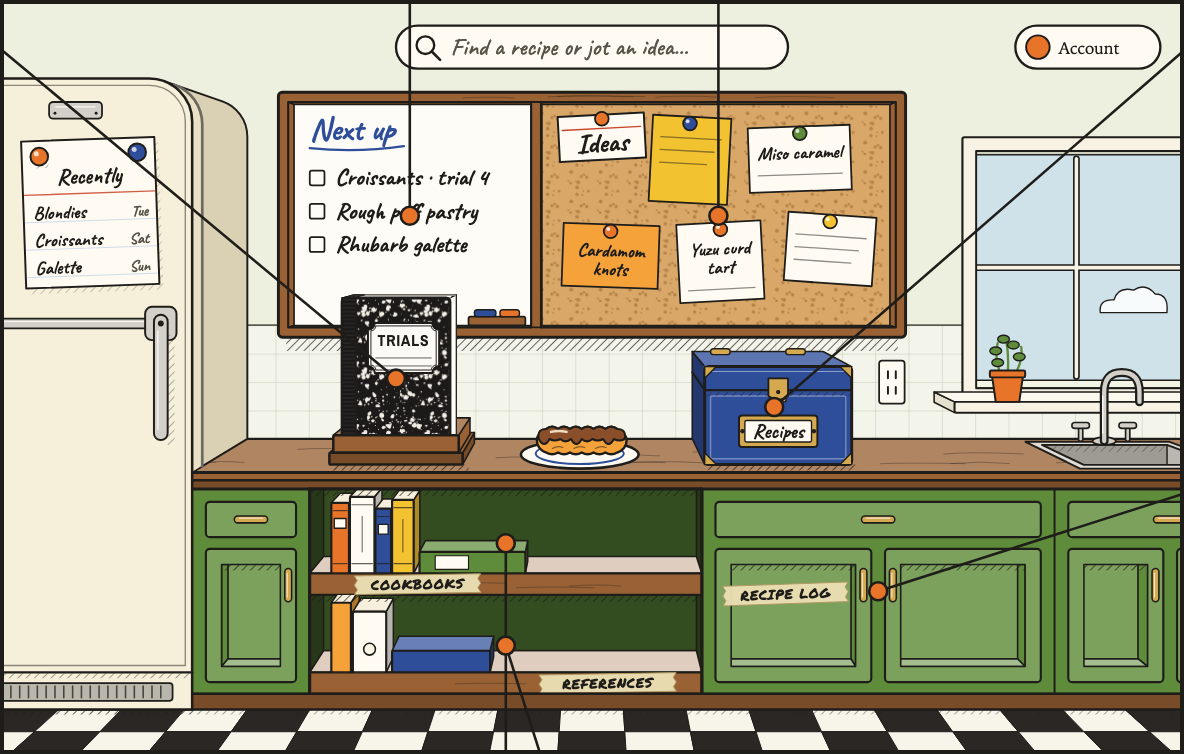 Find a recipe or jot an idea...
Account
Recently
Blondies Tue
Croissants Sat
Galette Sun
Next up
Croissants · trial 4
Rough puff pastry
Rhubarb galette
Ideas
Miso caramel
Cardamom
knots
Yuzu curd
tart
TRIALS
Recipes
COOKBOOKS
RECIPE LOG
REFERENCES